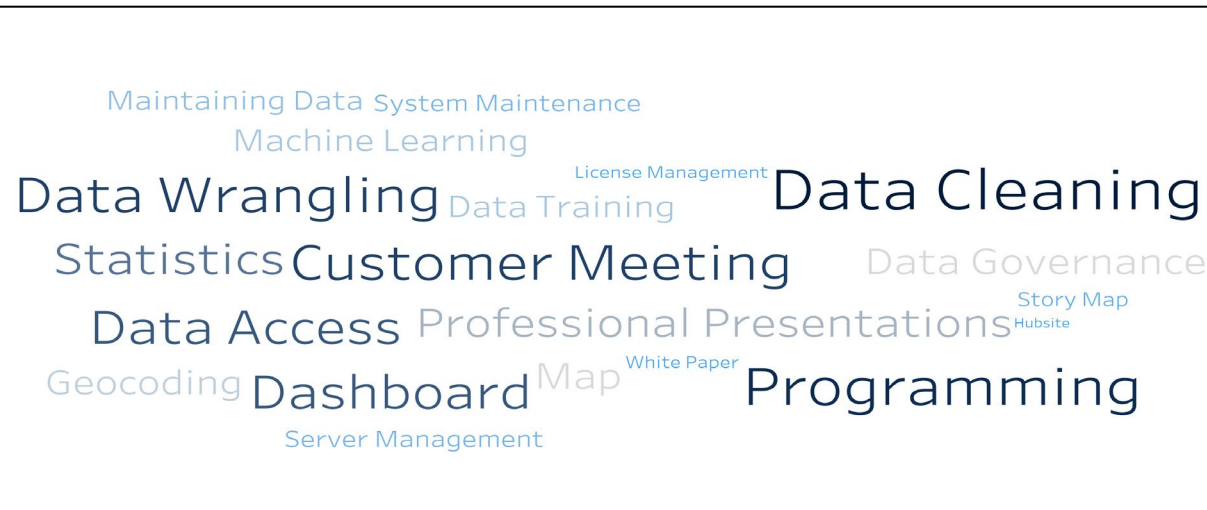 Maintaining Data System Maintenance
Machine Learning
License Management
Data Wrangling Data Training Data Cleaning
Statistics Customer Meeting Data Governance
Story Map
Data Access Professional Presentations Hubsite
White Paper
Geocoding Dashboard Map Programming
Server Management